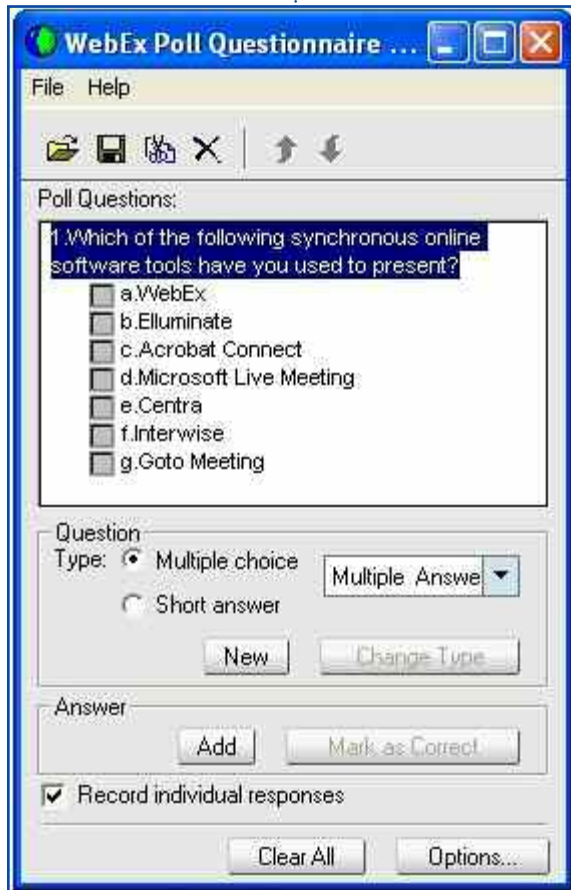 WebEx Poll Questionnaire ...
File Help
Poll Questions:
1.Which of the following synchronous online
software tools have you used to present?
a.WebEx
b.Elluminate
c.Acrobat Connect
d.Microsoft Live Meeting
e.Centra
f.Interwise
g.Goto Meeting
Question
Type: Multiple choice Multiple Answe
Short answer
New Change Type
Answer
Add Mark as Correct
Record individual responses
Clear All Options...